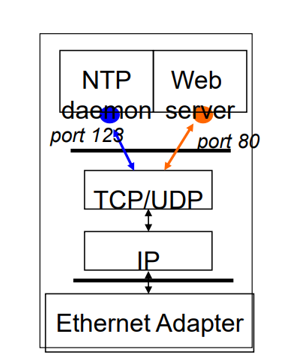 NTP Web
daemon server
port 123 port 80
TCP/UDP
IP
Ethernet Adapter